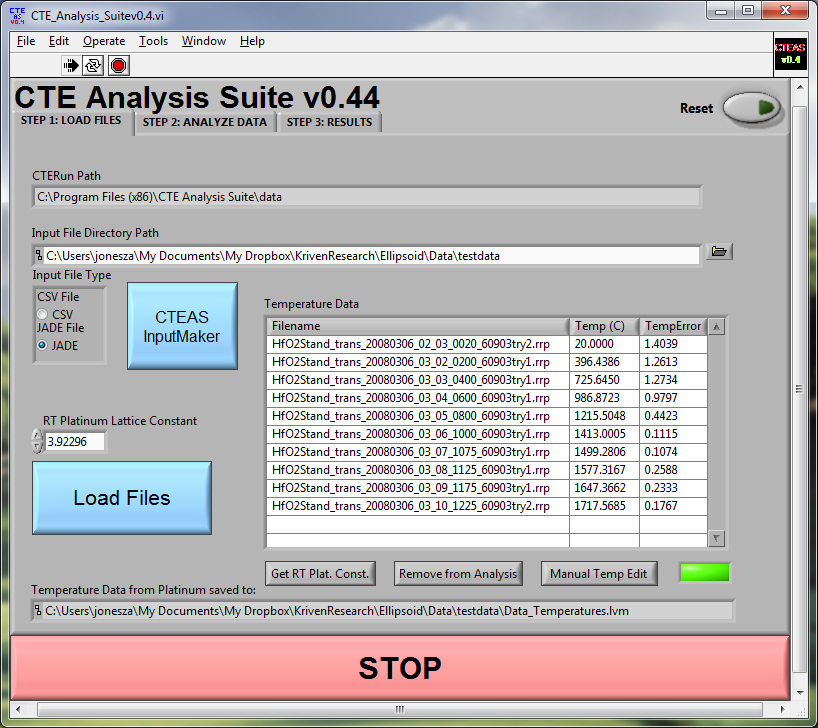 CTE AS v0.4
CTE_Analysis_Suitev0.4.vi
File Edit Operate Tools Window Help
CTEAS
v0.4
CTE Analysis Suite v0.44
Reset
STEP 1: LOAD FILES STEP 2: ANALYZE DATA STEP 3: RESULTS
CTERun Path
C:\Program Files (x86)\CTE Analysis Suite\data
Input File Directory Path
C:\Users\jonesza\My Documents\My Dropbox\KrivenResearch\Ellipsoid\Data\testdata
Input File Type
CSV File
CSV
JADE File
JADE
CTEAS
InputMaker
RT Platinum Lattice Constant
3.92296
Load Files
Temperature Data
Filename Temp (C) TempError
HfO2Stand_trans_20080306_02_03_0020_60903try2.rrp 20.0000 1.4039
HfO2Stand_trans_20080306_03_02_0200_60903try1.rrp 396.4386 1.2613
HfO2Stand_trans_20080306_03_03_0400_60903try1.rrp 725.6450 1.2734
HfO2Stand_trans_20080306_03_04_0600_60903try1.rrp 986.8723 0.9797
HfO2Stand_trans_20080306_03_05_0800_60903try1.rrp 1215.5048 0.4423
HfO2Stand_trans_20080306_03_06_1000_60903try1.rrp 1413.0005 0.1115
HfO2Stand_trans_20080306_03_07_1075_60903try1.rrp 1499.2806 0.1074
HfO2Stand_trans_20080306_03_08_1125_60903try1.rrp 1577.3167 0.2588
HfO2Stand_trans_20080306_03_09_1175_60903try1.rrp 1647.3662 0.2333
HfO2Stand_trans_20080306_03_10_1225_60903try2.rrp 1717.5685 0.1767
Get RT Plat. Const. Remove from Analysis Manual Temp Edit
Temperature Data from Platinum saved to:
C:\Users\jonesza\My Documents\My Dropbox\KrivenResearch\Ellipsoid\Data\testdata\Data_Temperatures.lvm
STOP